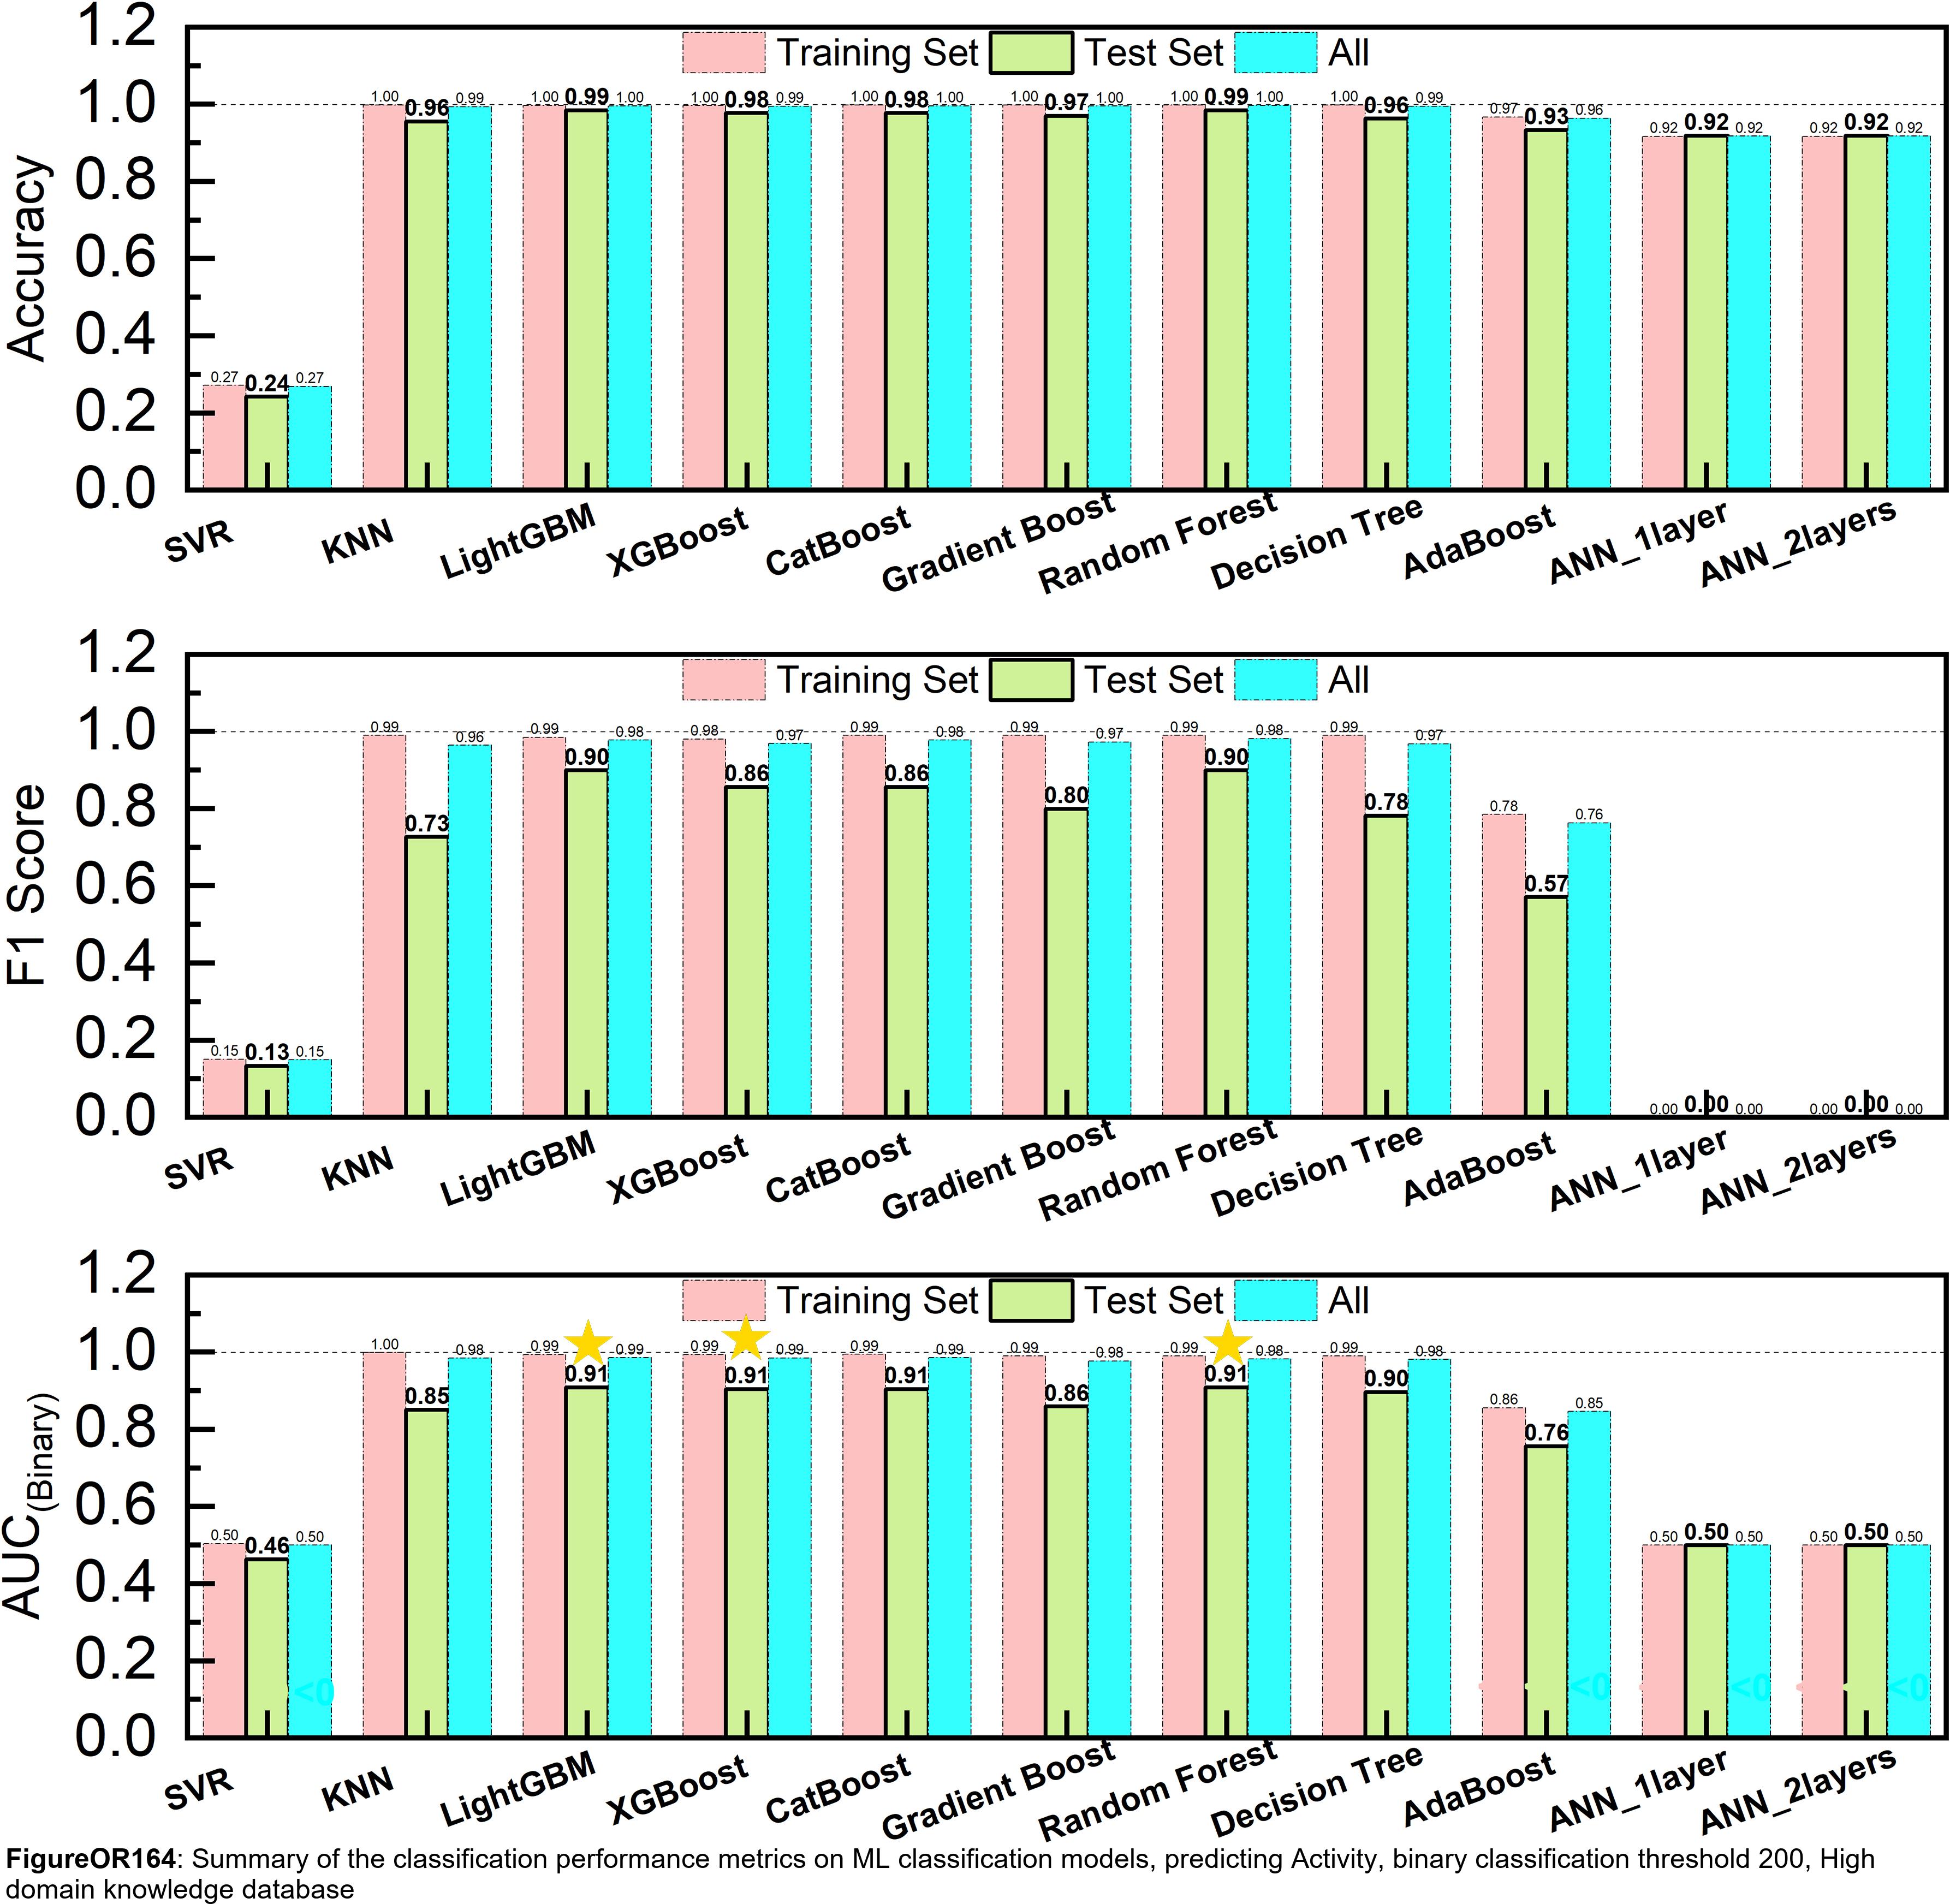 1.2
1.0
0.8
0.6
0.4
0.2
0.0
Accuracy
Training Set Test Set All
0.27 0.24 0.27
1.00 0.96 0.99
1.00 0.99 1.00
1.00 0.98 0.99
1.00 0.98 1.00
1.00 0.97 1.00
1.00 0.99 1.00
1.00 0.96 0.99
0.97 0.93 0.96
0.92 0.92 0.92
0.92 0.92 0.92
SVR
KNN
LightGBM
XGBoost
CatBoost
Gradient Boost
Random Forest
Decision Tree
AdaBoost
ANN_1layer
ANN_2layers
1.2
1.0
0.8
0.6
0.4
0.2
0.0
F1 Score
Training Set Test Set All
0.15 0.13 0.15
0.99 0.73 0.96
0.99 0.90 0.98
0.98 0.86 0.97
0.99 0.86 0.98
0.99 0.80 0.97
0.99 0.90 0.98
0.99 0.78 0.97
0.78 0.57 0.76
0.00 0.00 0.00
0.00 0.00 0.00
SVR
KNN
LightGBM
XGBoost
CatBoost
Gradient Boost
Random Forest
Decision Tree
AdaBoost
ANN_1layer
ANN_2layers
1.2
1.0
0.8
0.6
0.4
0.2
0.0
AUC(Binary)
Training Set Test Set All
0.50 0.46 0.50
1.00 0.85 0.98
0.99 0.91 0.99
0.99 0.91 0.99
0.99 0.91 0.99
0.99 0.86 0.98
0.99 0.91 0.98
0.99 0.90 0.98
0.86 0.76 0.85
0.50 0.50 0.50
0.50 0.50 0.50
<0
<0
<0
<0
SVR
KNN
LightGBM
XGBoost
CatBoost
Gradient Boost
Random Forest
Decision Tree
AdaBoost
ANN_1layer
ANN_2layers
FigureOR164: Summary of the classification performance metrics on ML classification models, predicting Activity, binary classification threshold 200, High
domain knowledge database